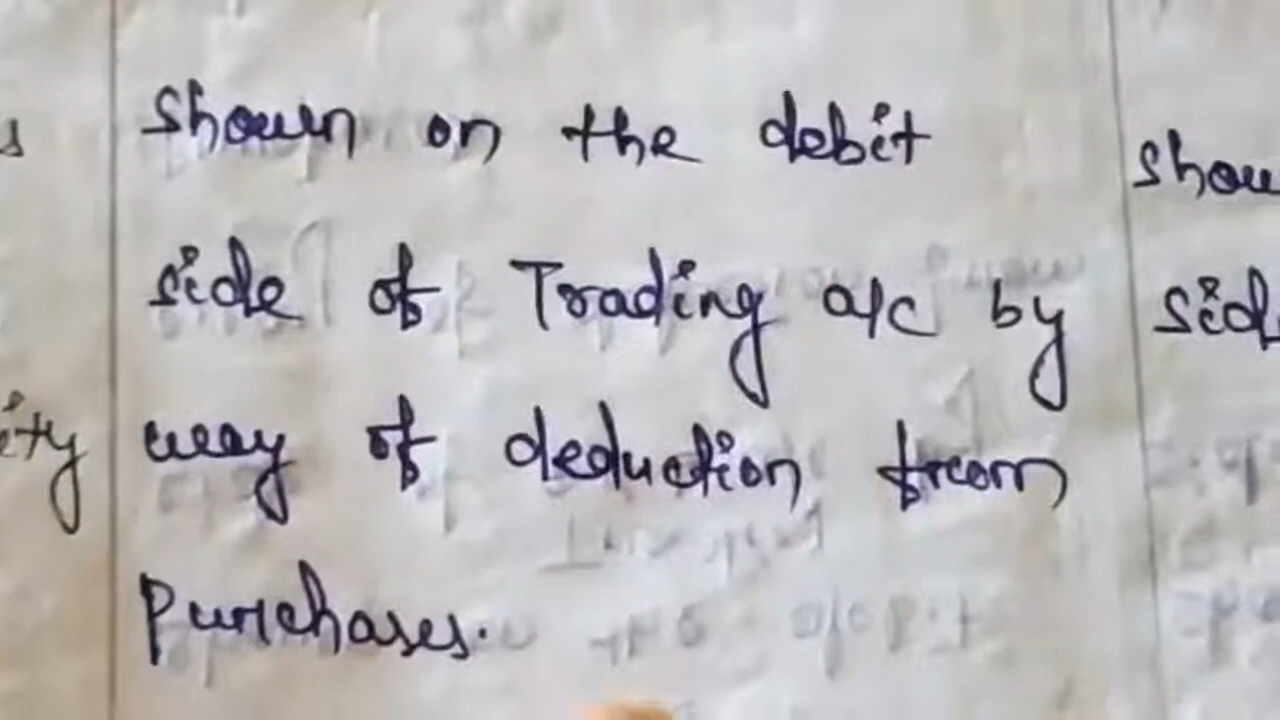 shown on the debit
side of Trading a/c by
way of deduction from
Purchases.